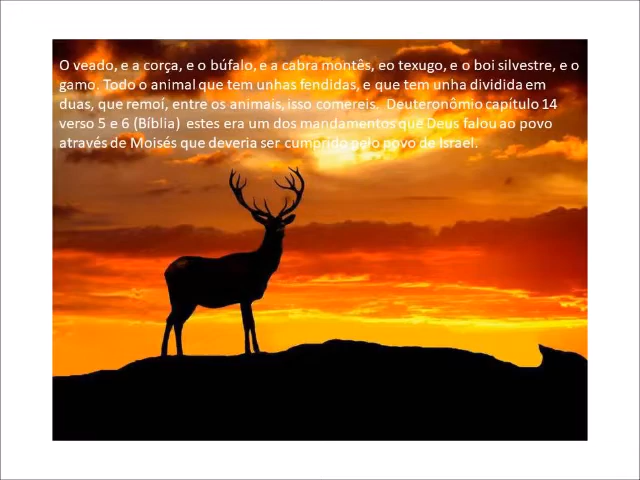 O veado, e a corça, e o búfalo, e a cabra montês, eo texugo, e o boi silvestre, e o
gamo. Todo o animal que tem unhas fendidas, e que tem unha dividida em
duas, que remoí, entre os animais, isso comereis.  Deuteronômio capítulo 14
verso 5 e 6 (Bíblia)  estes era um dos mandamentos que Deus falou ao povo
através de Moisés que deveria ser cumprido pelo povo de Israel.